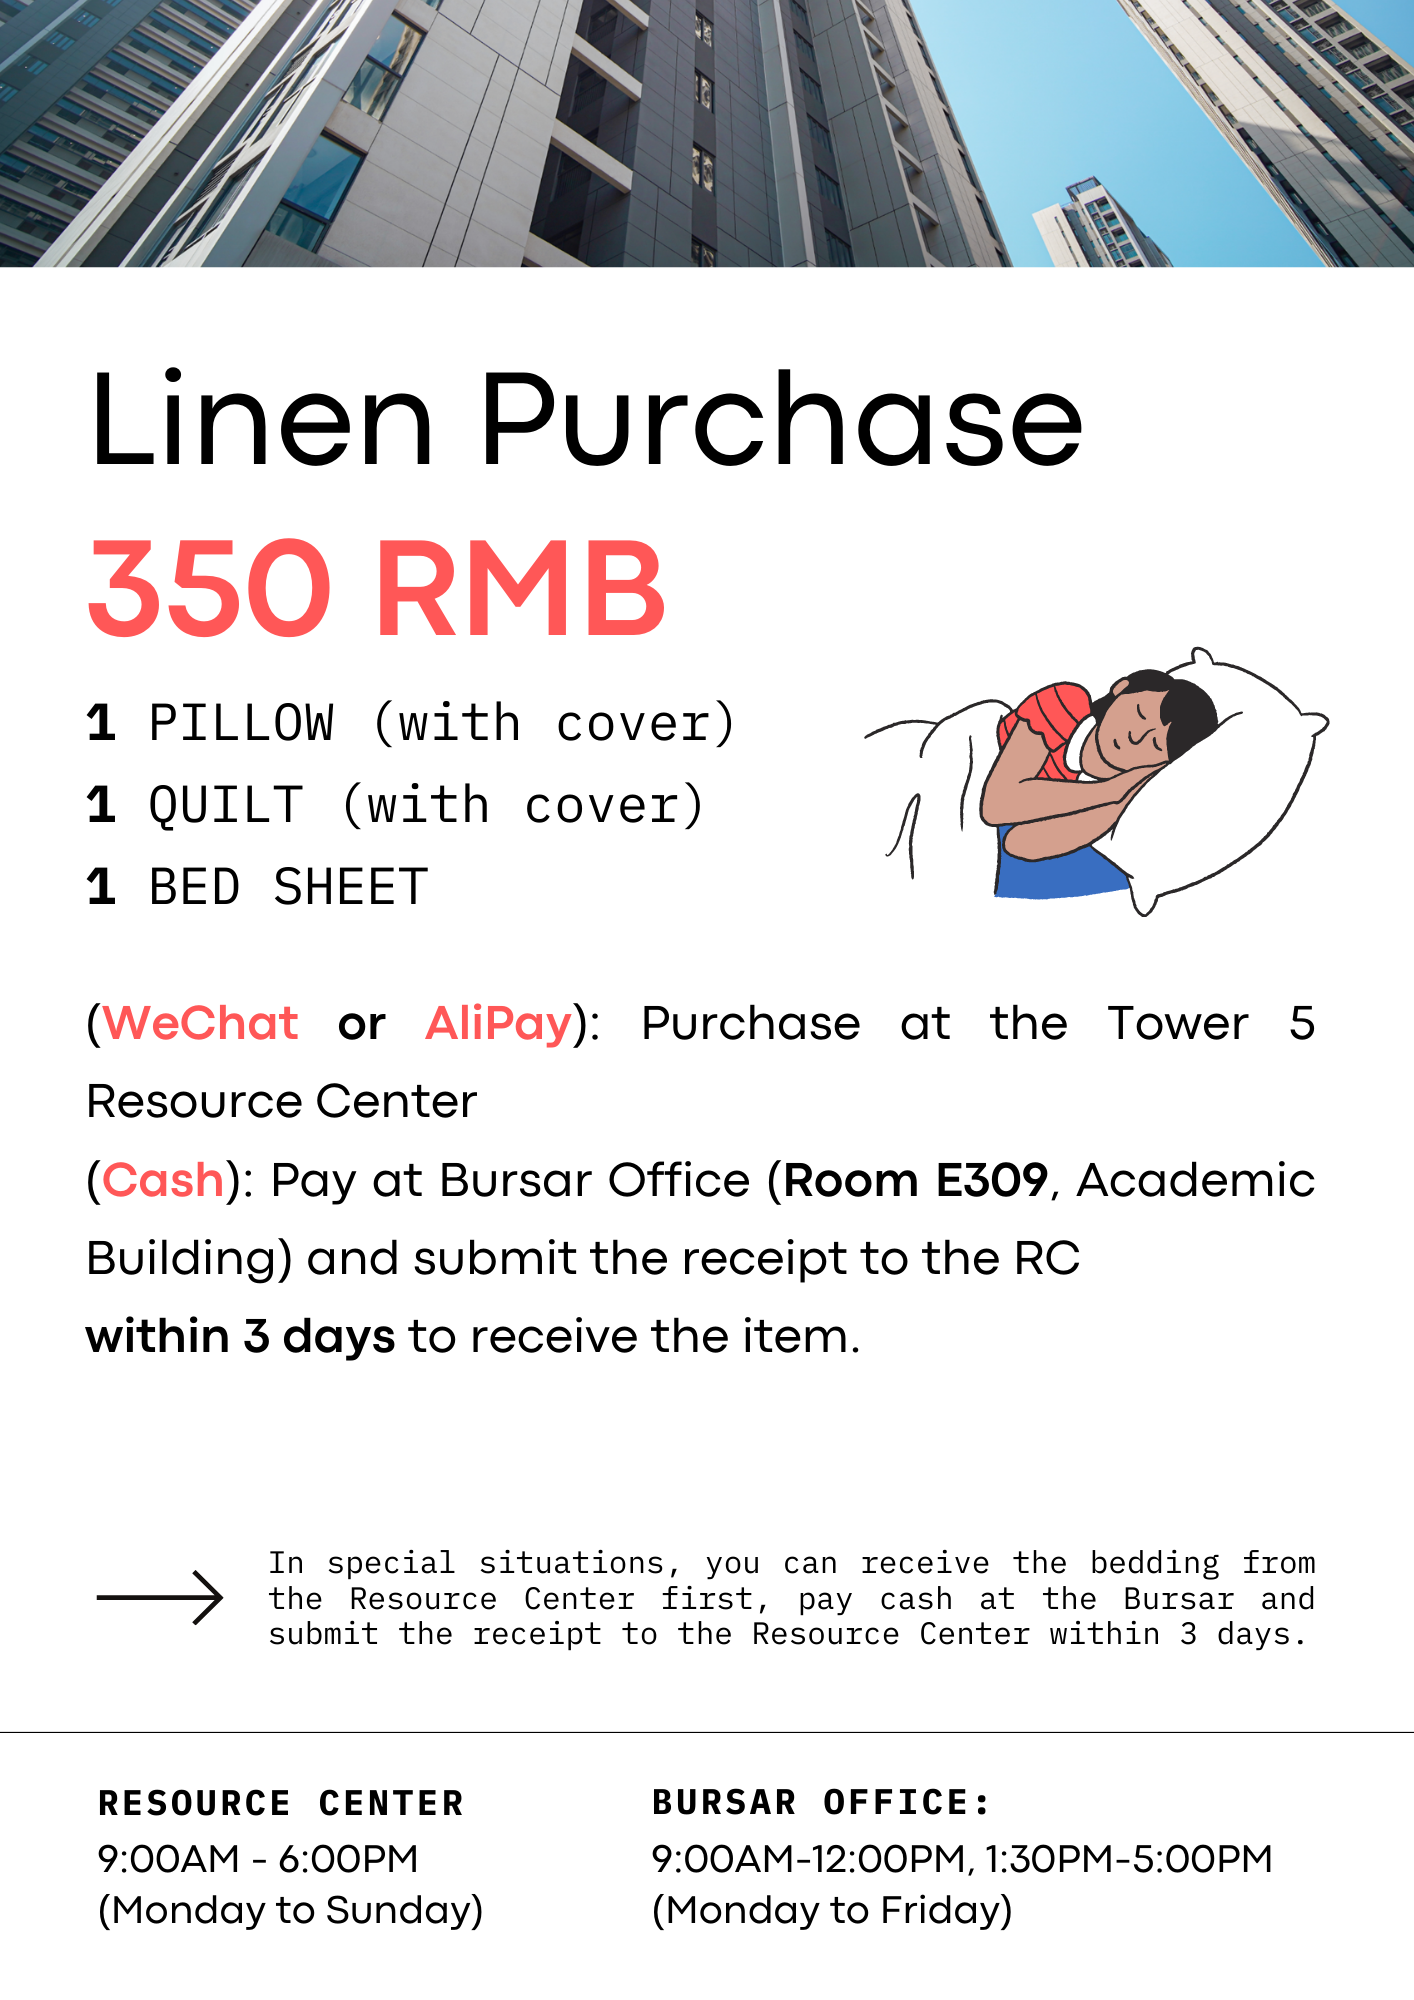 Linen Purchase
350 RMB
1 PILLOW (with cover)
1 QUILT (with cover)
1 BED SHEET
(WeChat or AliPay): Purchase at the Tower 5
Resource Center
(Cash): Pay at Bursar Office (Room E309, Academic
Building) and submit the receipt to the RC
within 3 days to receive the item.
In special situations, you can receive the bedding from
the Resource Center first, pay cash at the Bursar and
submit the receipt to the Resource Center within 3 days.
RESOURCE CENTER
9:00AM - 6:00PM
(Monday to Sunday)
BURSAR OFFICE:
9:00AM-12:00PM, 1:30PM-5:00PM
(Monday to Friday)